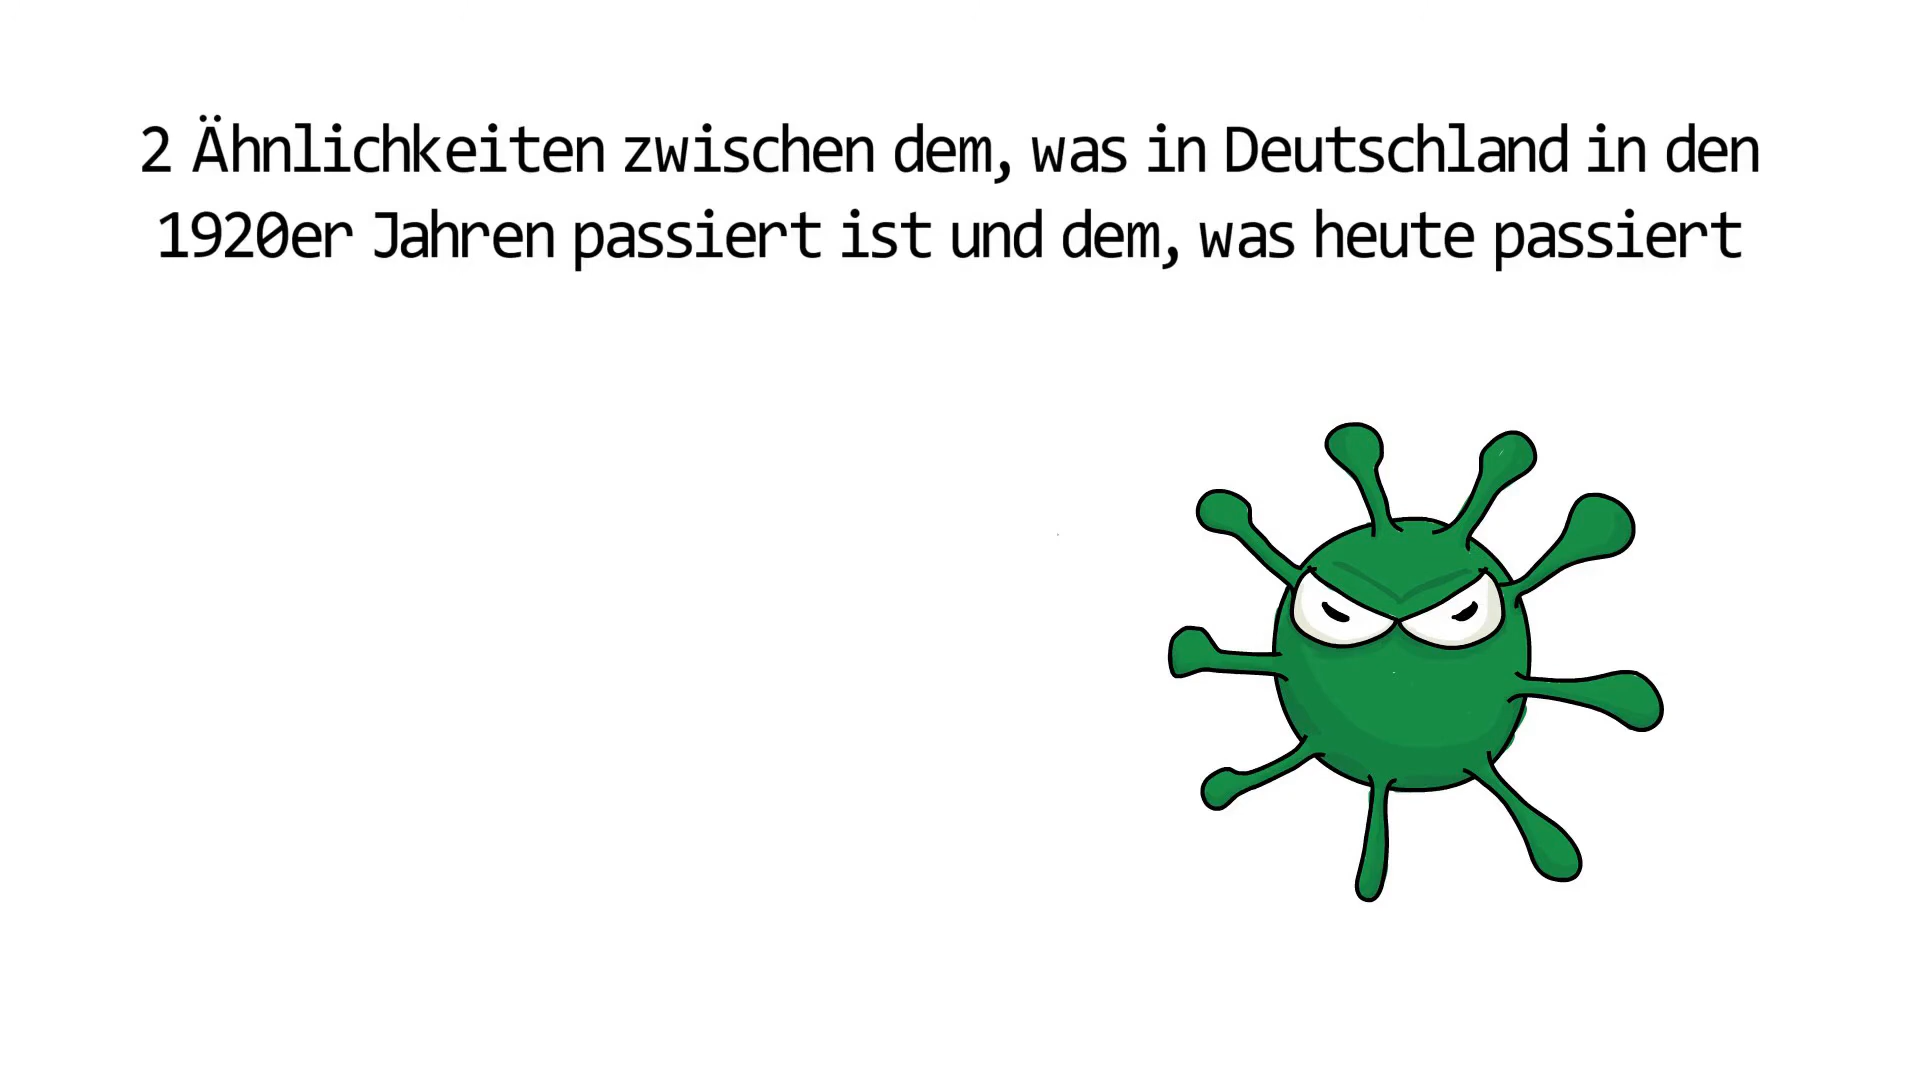 2 Ähnlichkeiten zwischen dem, was in Deutschland in den
1920er Jahren passiert ist und dem, was heute passiert